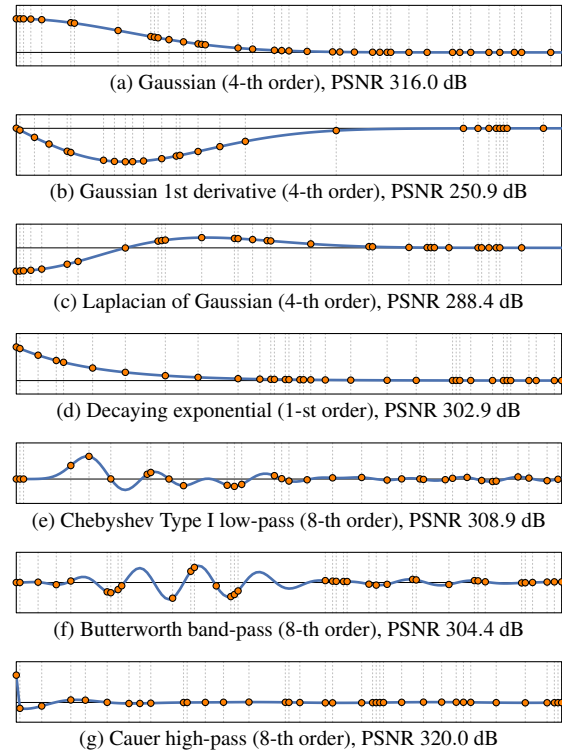 (a) Gaussian (4-th order), PSNR 316.0 dB
(b) Gaussian 1st derivative (4-th order), PSNR 250.9 dB
(c) Laplacian of Gaussian (4-th order), PSNR 288.4 dB
(d) Decaying exponential (1-st order), PSNR 302.9 dB
(e) Chebyshev Type I low-pass (8-th order), PSNR 308.9 dB
(f) Butterworth band-pass (8-th order), PSNR 304.4 dB
(g) Cauer high-pass (8-th order), PSNR 320.0 dB